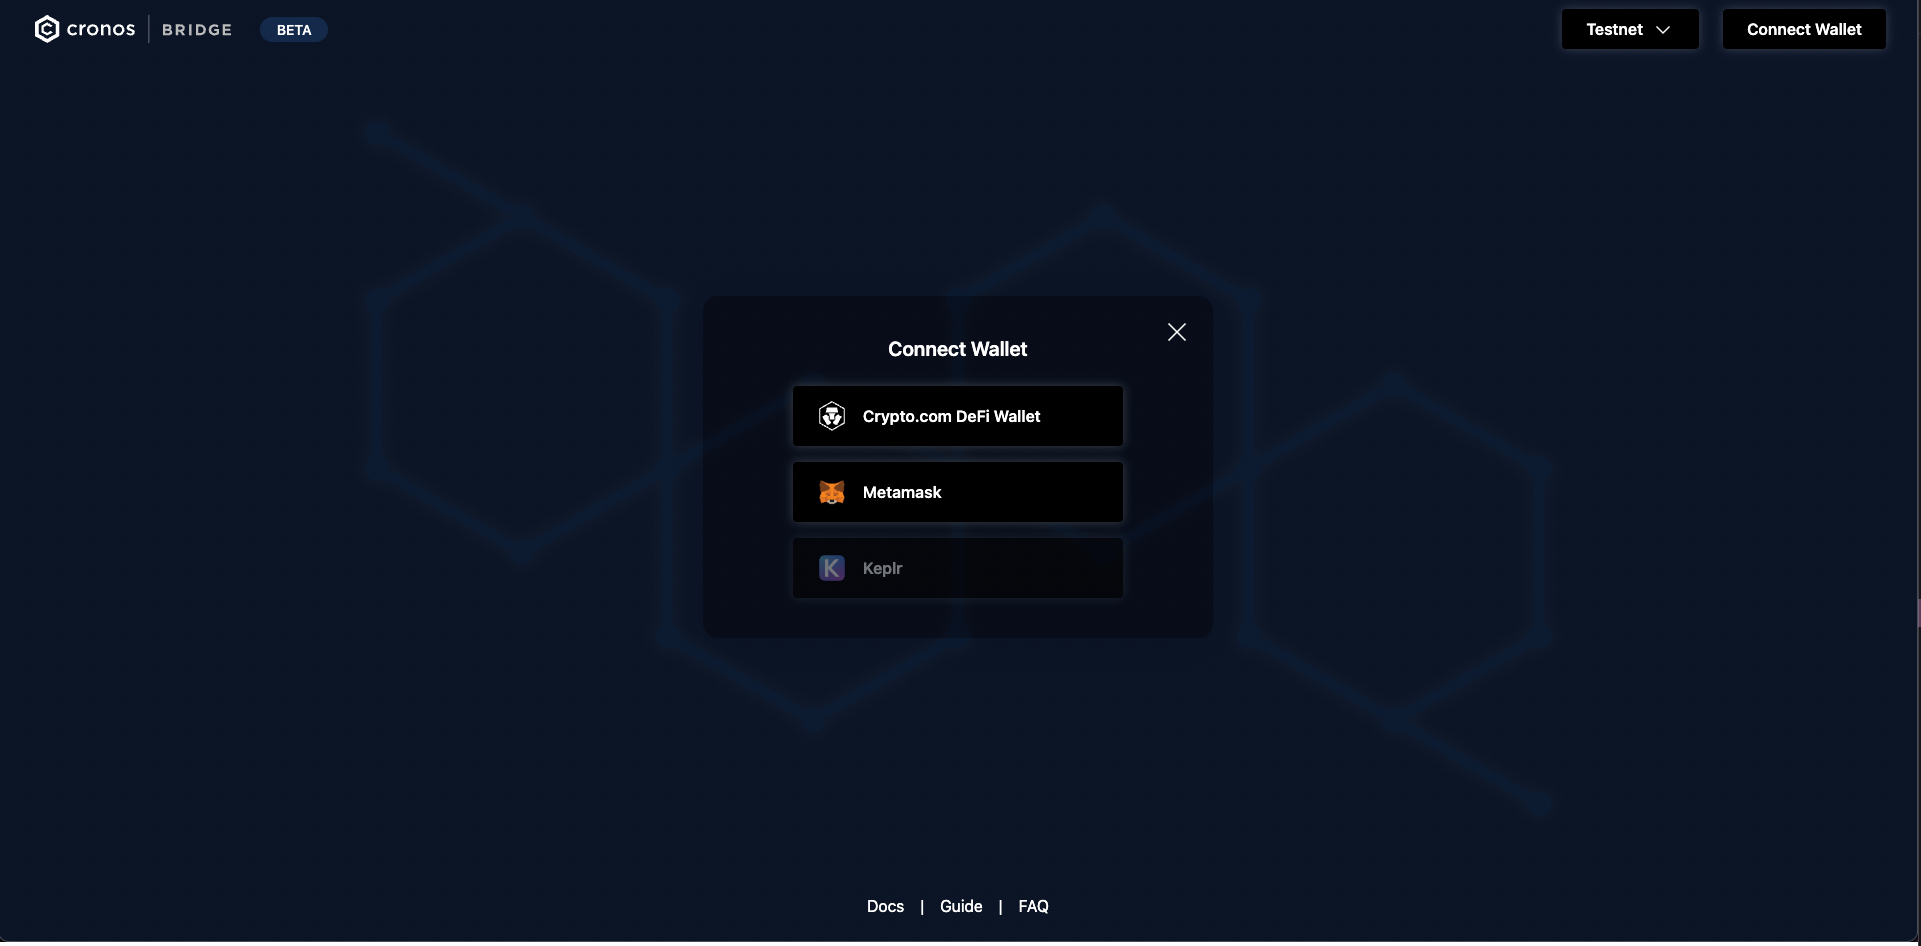 cronos BRIDGE BETA Testnet Connect Wallet
Connect Wallet
Crypto.com DeFi Wallet
Metamask
Keplr
Docs | Guide | FAQ